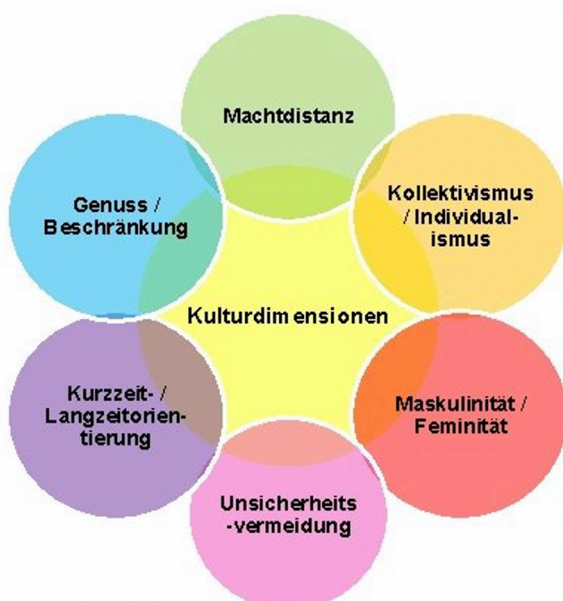 Machtdistanz
Kollektivismus
/ Individual-
ismus
Maskulinität /
Feminität
Unsicherheits
-vermeidung
Kurzzeit- /
Langzeitorien-
tierung
Genuss /
Beschränkung
Kulturdimensionen